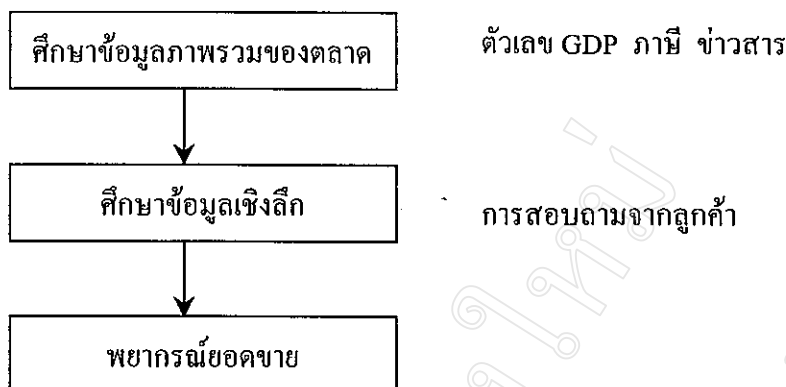 ศึกษาข้อมูลภาพรวมของตลาด ตัวเลข GDP ภาษี ข่าวสาร
ศึกษาข้อมูลเชิงลึก การสอบถามจากลูกค้า
พยากรณ์ยอดขาย